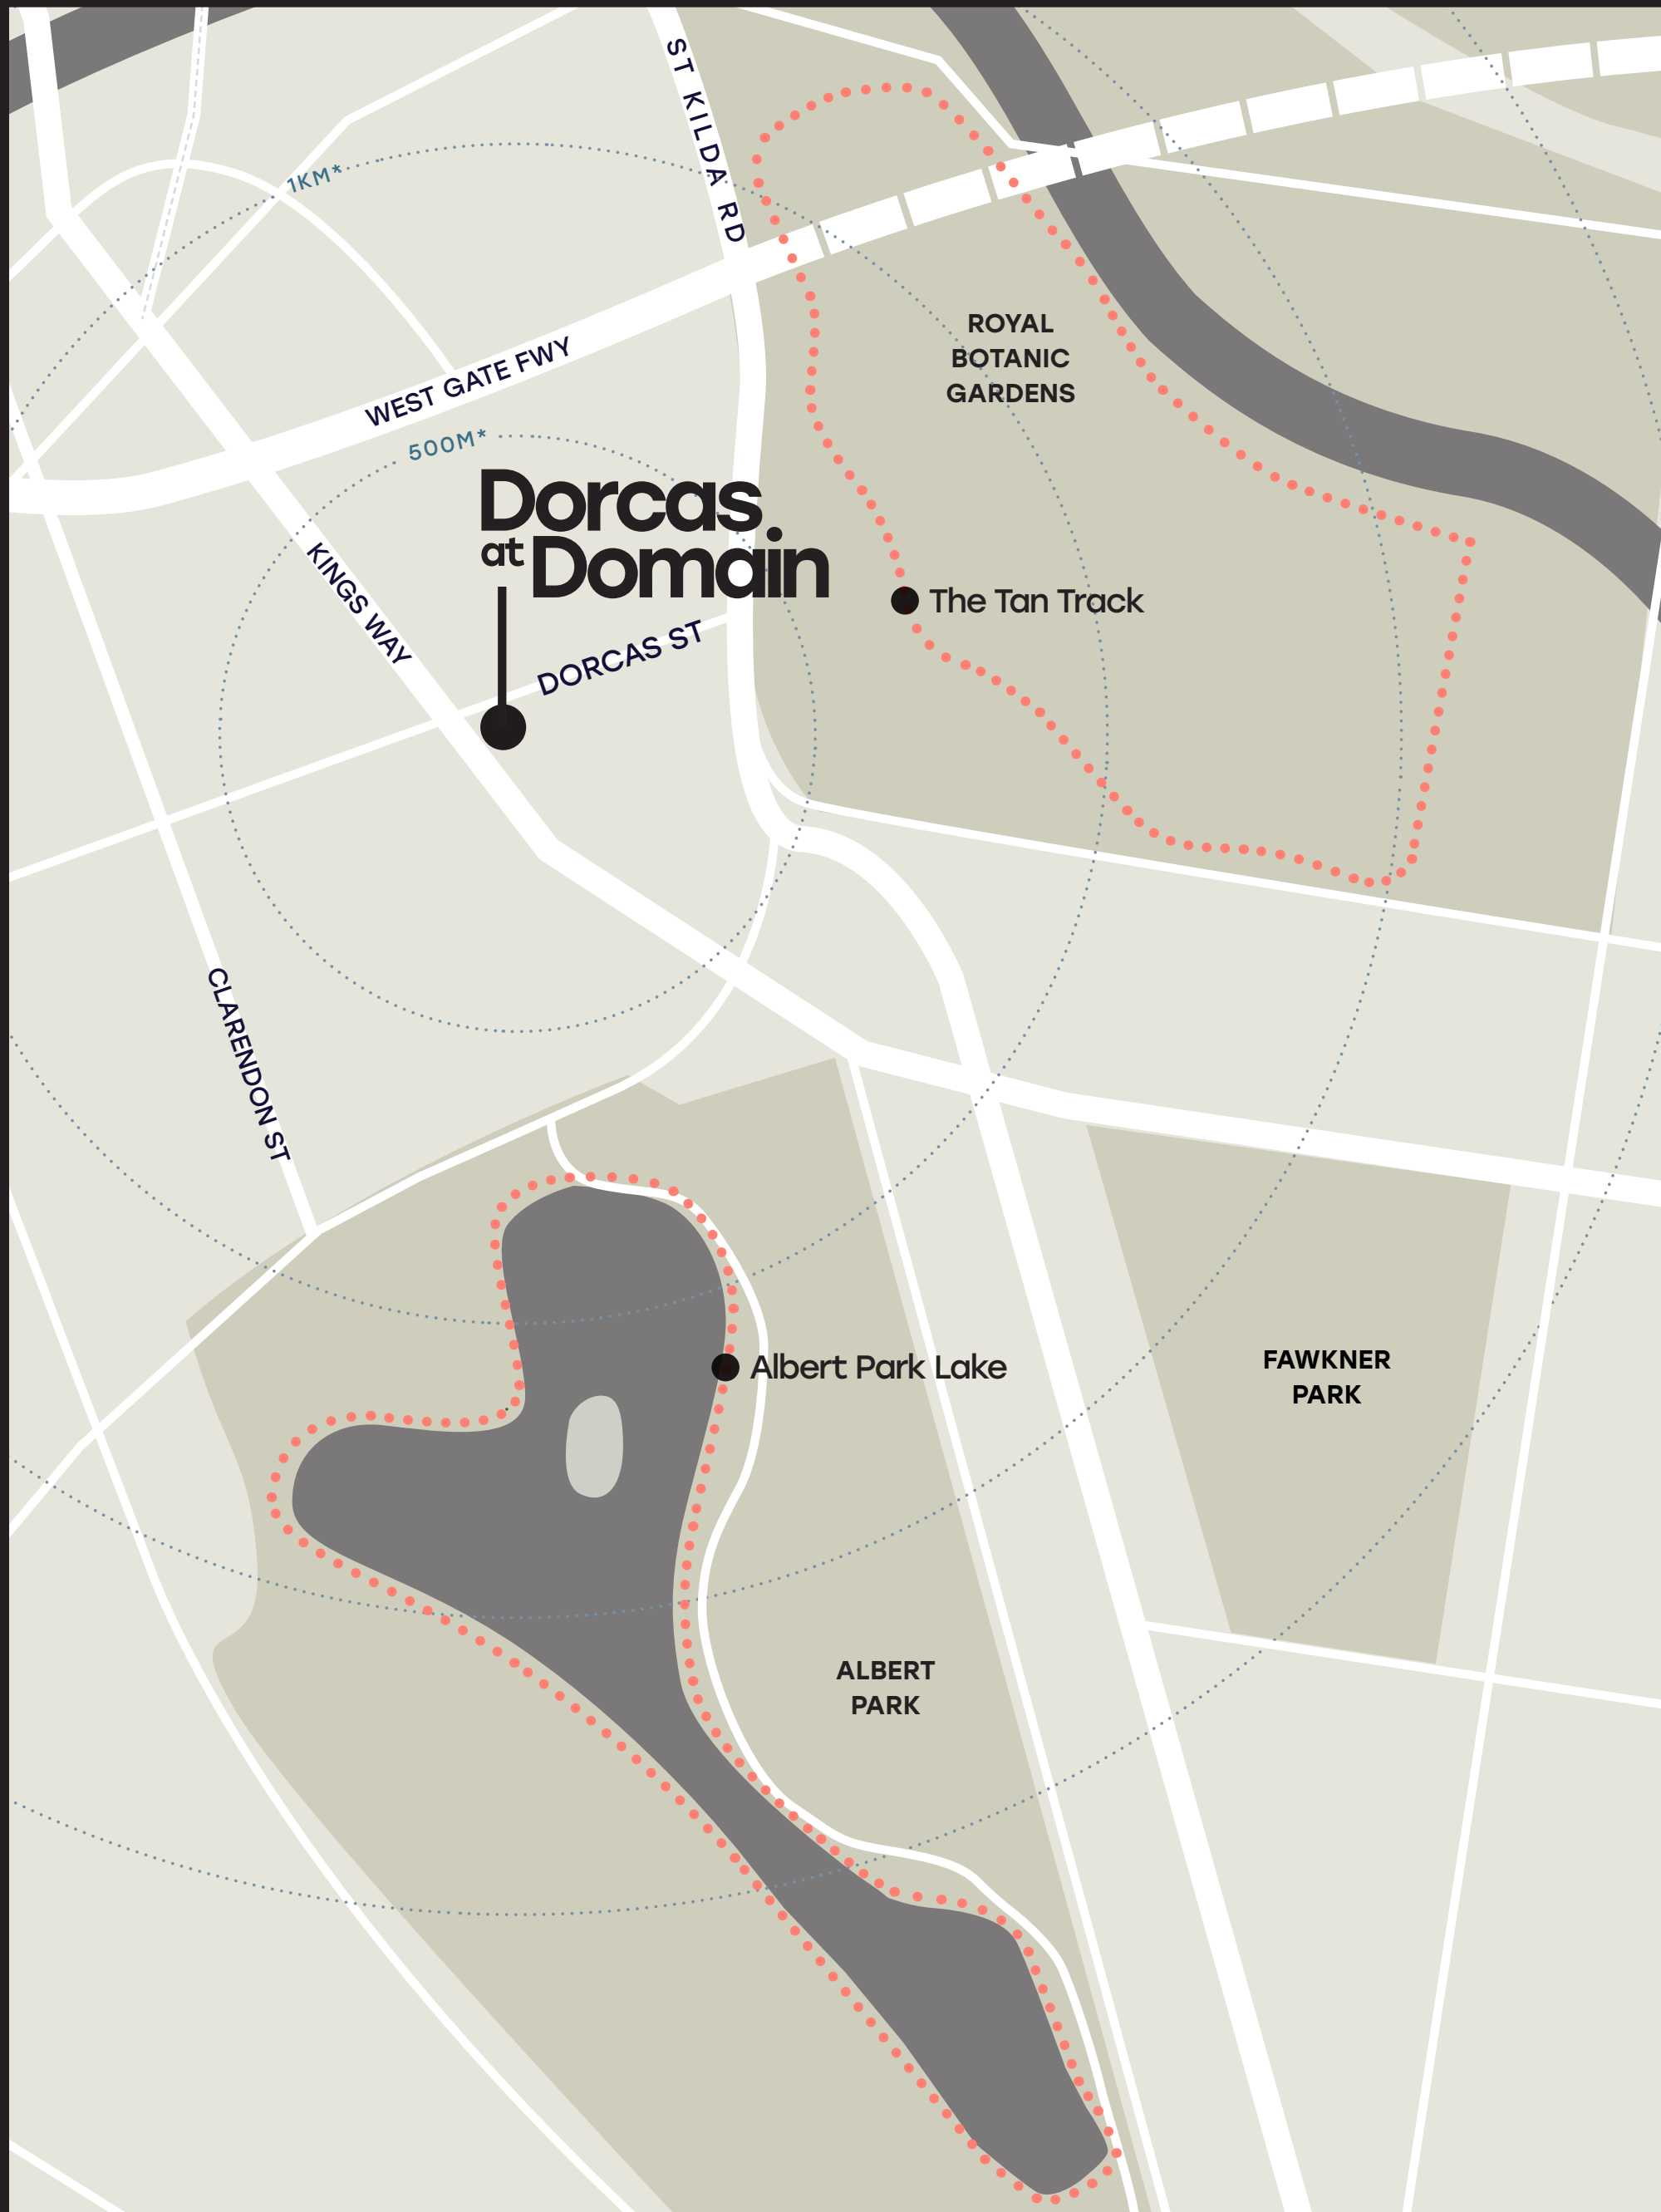 ST KILDA RD
1KM*
ROYAL
BOTANIC
GARDENS
WEST GATE FWY
500M*
Dorcas
at Domain
KINGS WAY
The Tan Track
DORCAS ST
CLARENDON ST
Albert Park Lake
FAWKNER
PARK
ALBERT
PARK